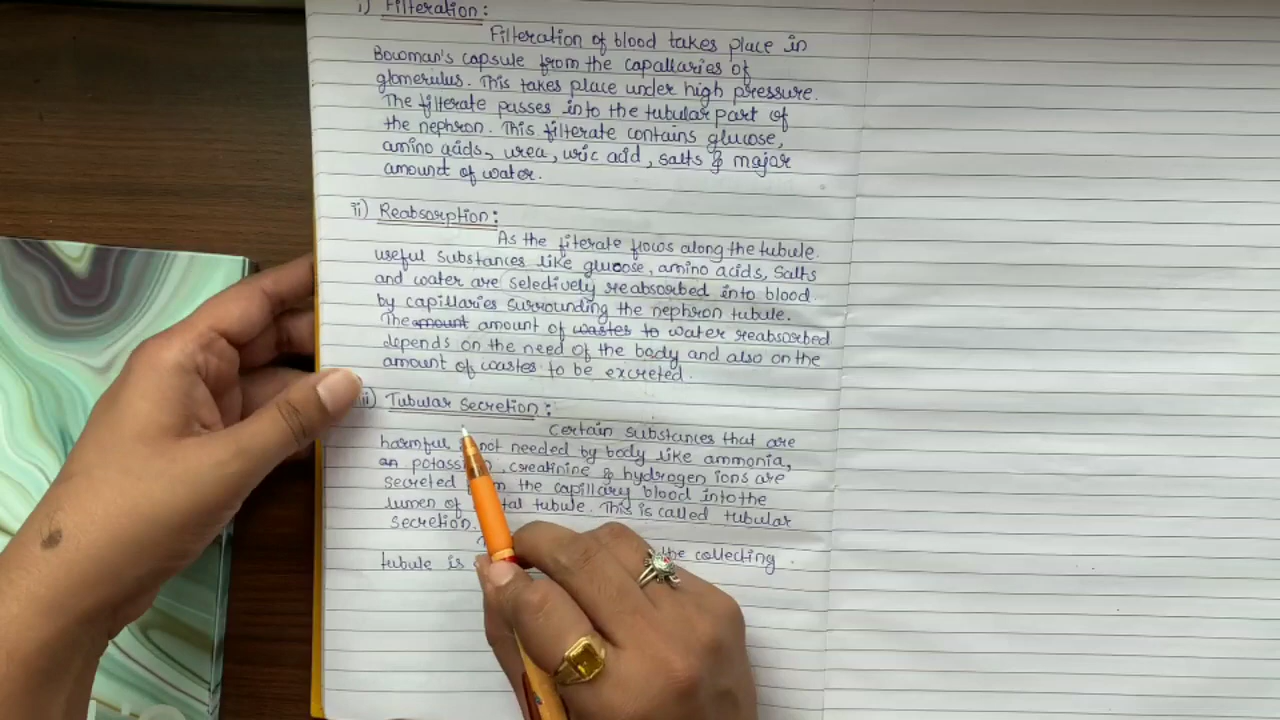 i) Filteration:
Filteration of blood takes place in
Bowman's capsule from the capallaries of
glomerulus. This takes place under high pressure.
The filterate passes into the tubular part of
the nephron. This filterate contains glucose,
amino acids, urea, uric acid, salts & major
amount of water.
ii) Reabsorption:
As the fiterate flows along the tubule.
useful substances like glucose, amino acids, salts
and water are selectively reabsorbed into blood.
by capillaries surrounding the nephron tubule.
The amount amount of wastes to water reabsorbed
depends on the need of the body and also on the
amount of wastes to be excreted.
iii) Tubular secretion:
Certain substances that are
harmful not needed by body like ammonia,
creatinine & hydrogen ions are
secreted the capillary blood into the
lumen of tubule. This is called tubular
secretion.
the collecting
tubule is